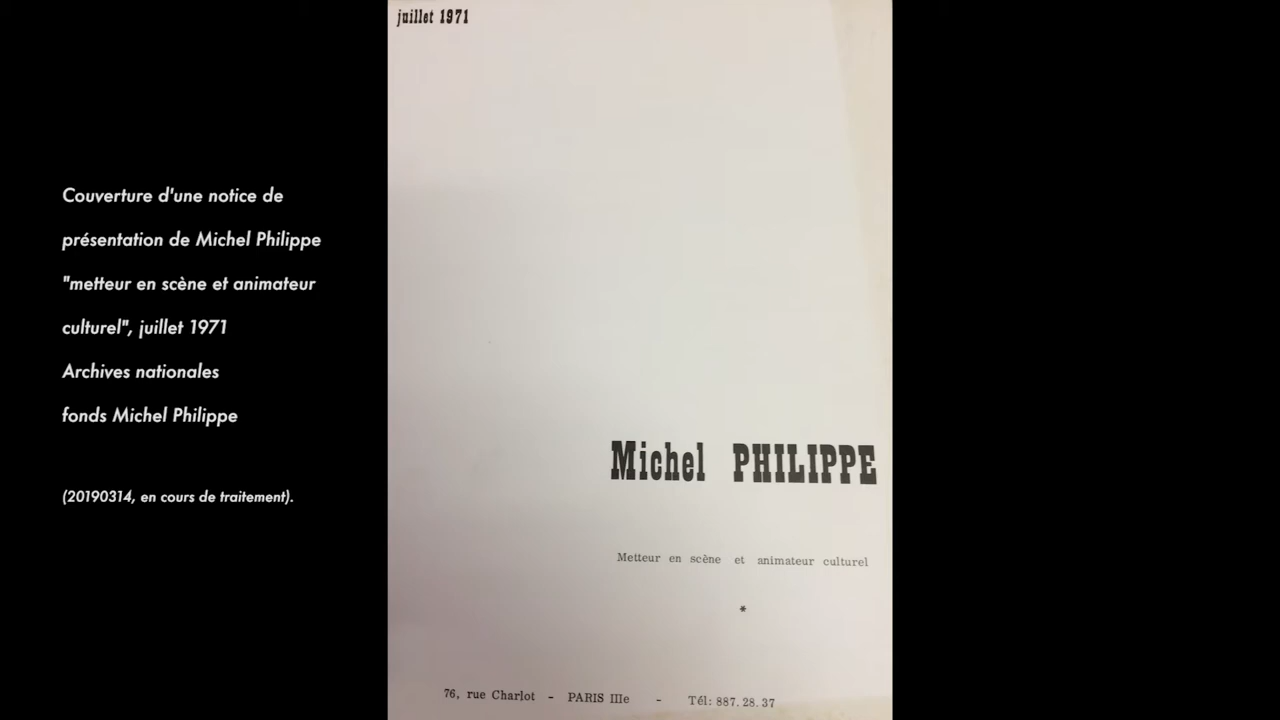 Couverture d'une notice de
présentation de Michel Philippe
"metteur en scène et animateur
culturel", juillet 1971
Archives nationales
fonds Michel Philippe
(20190314, en cours de traitement).
juillet 1971
Michel PHILIPPE
Metteur en scène et animateur culturel
*
76, rue Charlot - PARIS IIIe - Tél: 887. 28. 37